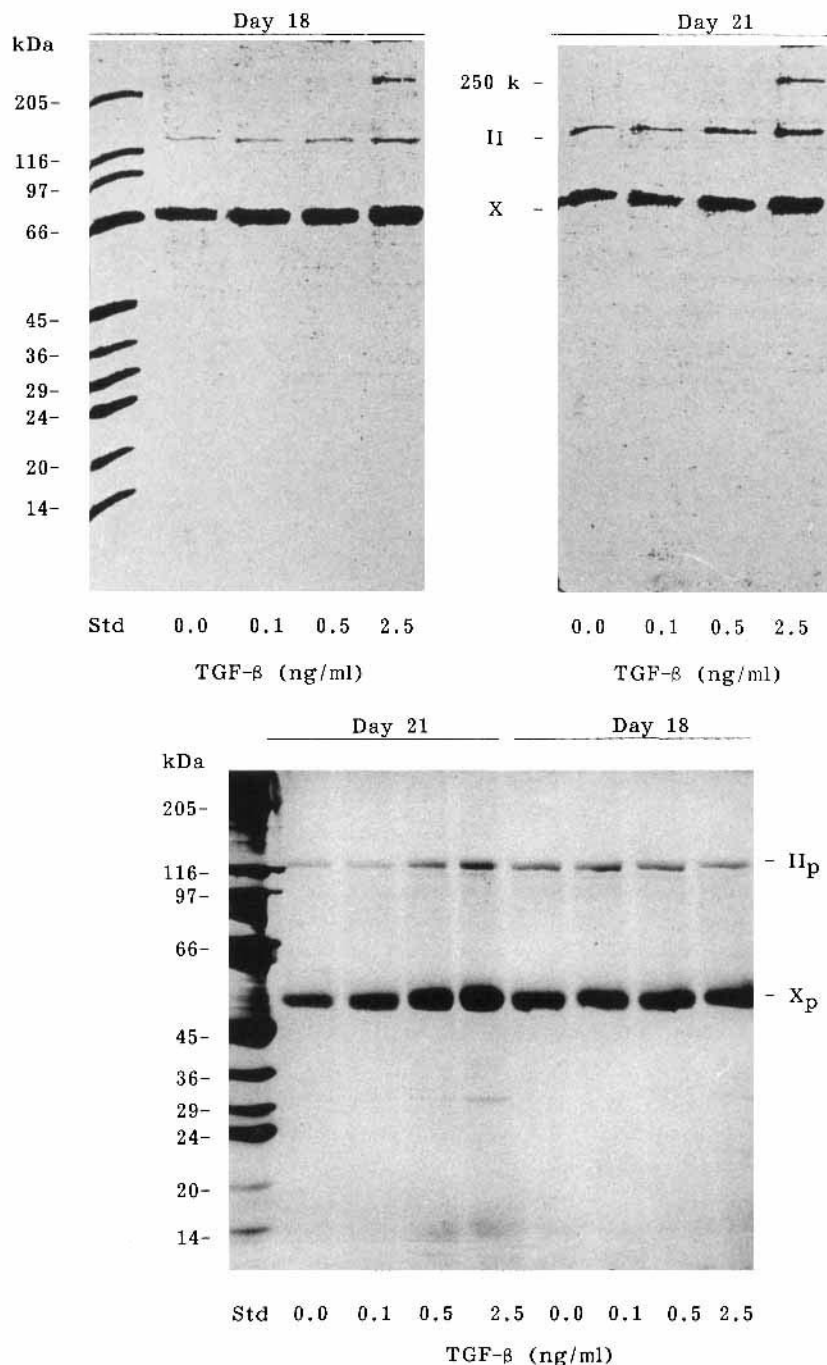 Day 18
kDa
205-
116-
97-
66-
45-
36-
29-
24-
20-
14-
Std 0.0 0.1 0.5 2.5
TGF-β (ng/ml)
Day 21
250 k -
II -
X -
0.0 0.1 0.5 2.5
TGF-β (ng/ml)
Day 21 Day 18
kDa
205-
116-
97-
66-
45-
36-
29-
24-
20-
14-
- IIp
- Xp
Std 0.0 0.1 0.5 2.5 0.0 0.1 0.5 2.5
TGF-β (ng/ml)